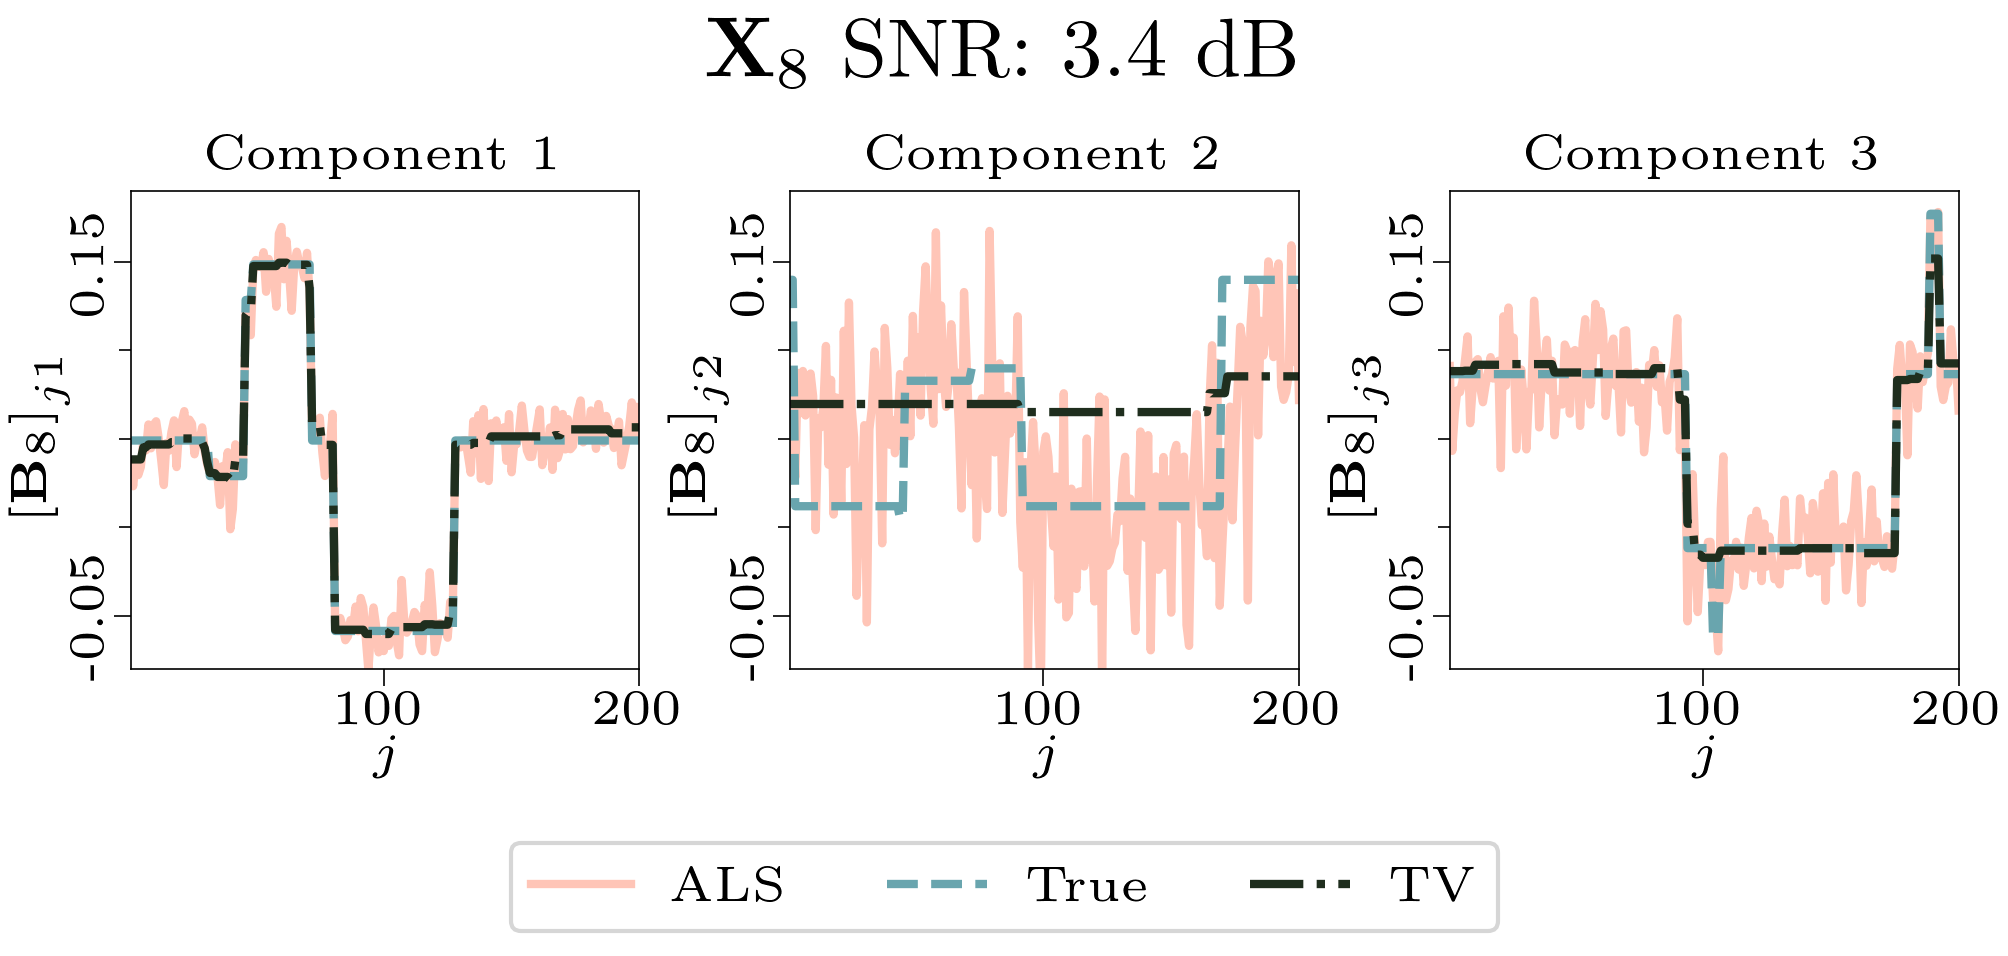 X₈ SNR: 3.4 dB
Component 1
Component 2
Component 3
0.15
-0.05
[B₈]j1
100
200
j
0.15
-0.05
[B₈]j2
100
200
j
0.15
-0.05
[B₈]j3
100
200
j
ALS
True
TV